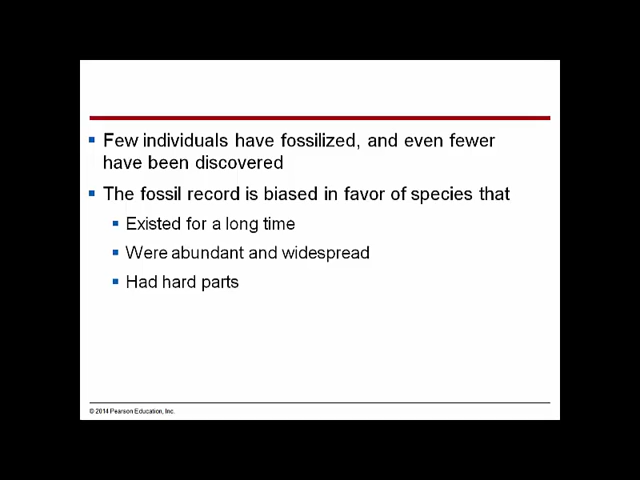 Few individuals have fossilized, and even fewer
have been discovered
The fossil record is biased in favor of species that
Existed for a long time
Were abundant and widespread
Had hard parts
© 2014 Pearson Education, Inc.